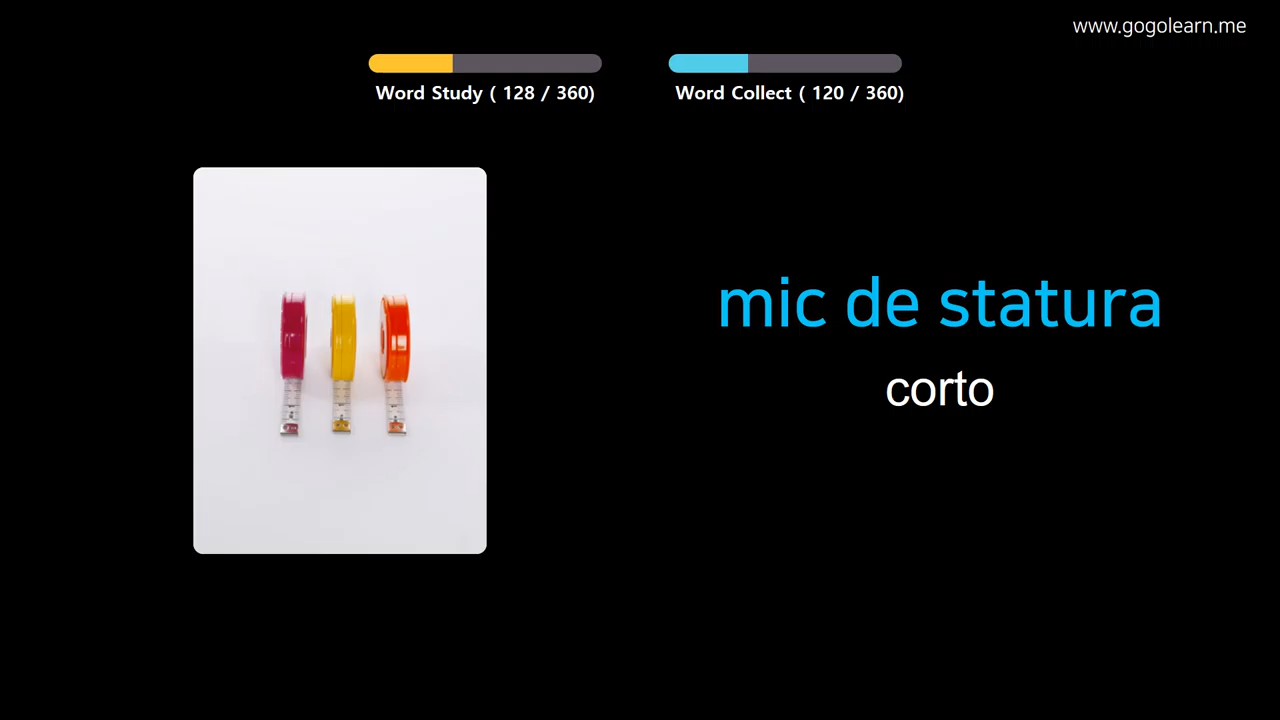 www.gogolearn.me
Word Study ( 128 / 360)
Word Collect ( 120 / 360)
mic de statura
corto